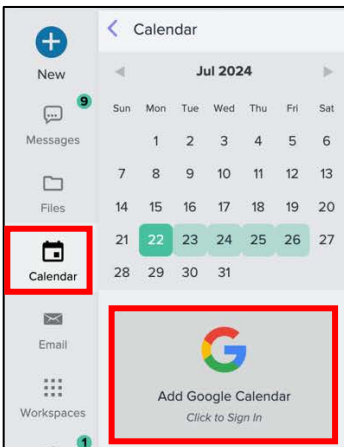 New
9
Messages
Files
Calendar
Email
Workspaces
1
Calendar
Jul 2024
Sun Mon Tue Wed Thu Fri Sat
1 2 3 4 5 6
7 8 9 10 11 12 13
14 15 16 17 18 19 20
21 22 23 24 25 26 27
28 29 30 31
Add Google Calendar
Click to Sign In